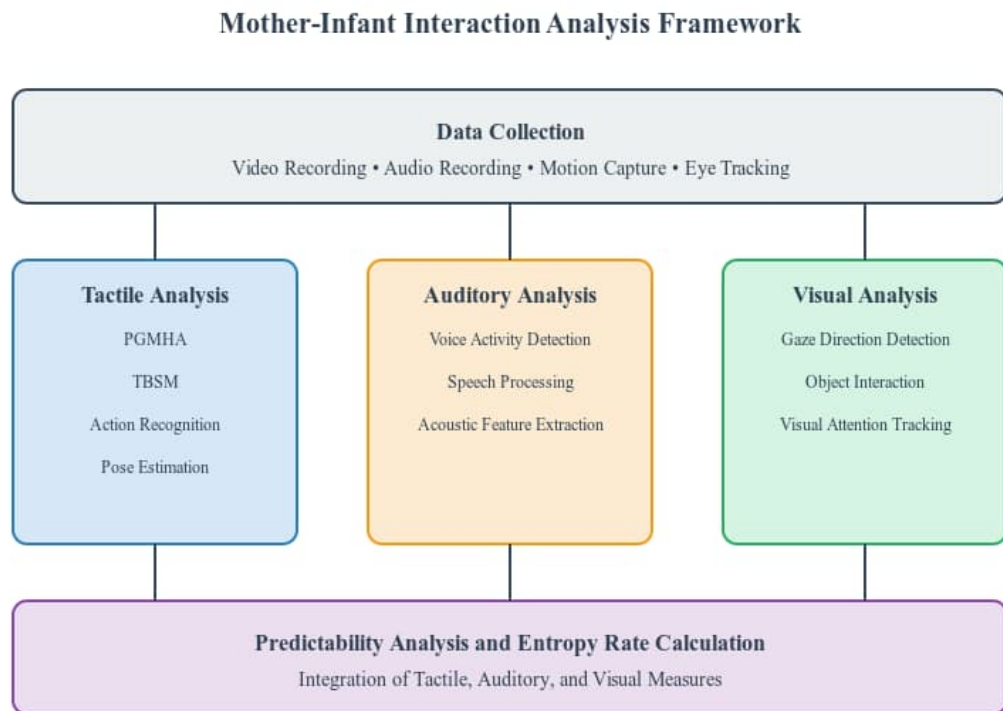 Mother-Infant Interaction Analysis Framework
Data Collection
Video Recording • Audio Recording • Motion Capture • Eye Tracking
Tactile Analysis
PGMHA
TBSM
Action Recognition
Pose Estimation
Auditory Analysis
Voice Activity Detection
Speech Processing
Acoustic Feature Extraction
Visual Analysis
Gaze Direction Detection
Object Interaction
Visual Attention Tracking
Predictability Analysis and Entropy Rate Calculation
Integration of Tactile, Auditory, and Visual Measures